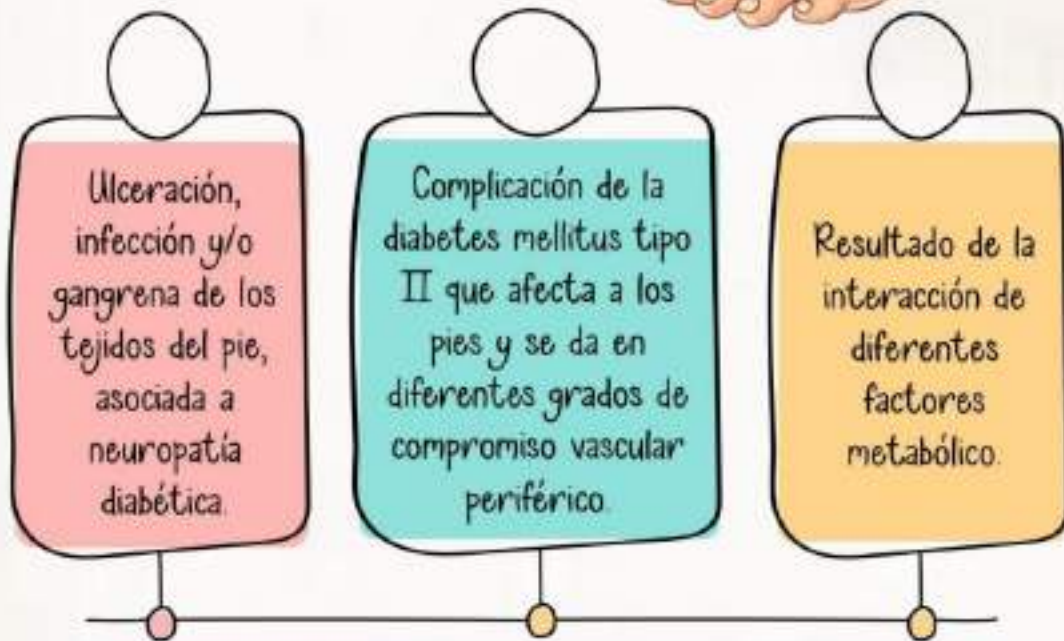 Ulceración,
infección y/o
gangrena de los
tejidos del pie,
asociada a
neuropatía
diabética.
Complicación de la
diabetes mellitus tipo
II que afecta a los
pies y se da en
diferentes grados de
compromiso vascular
periférico.
Resultado de la
interacción de
diferentes
factores
metabólico.